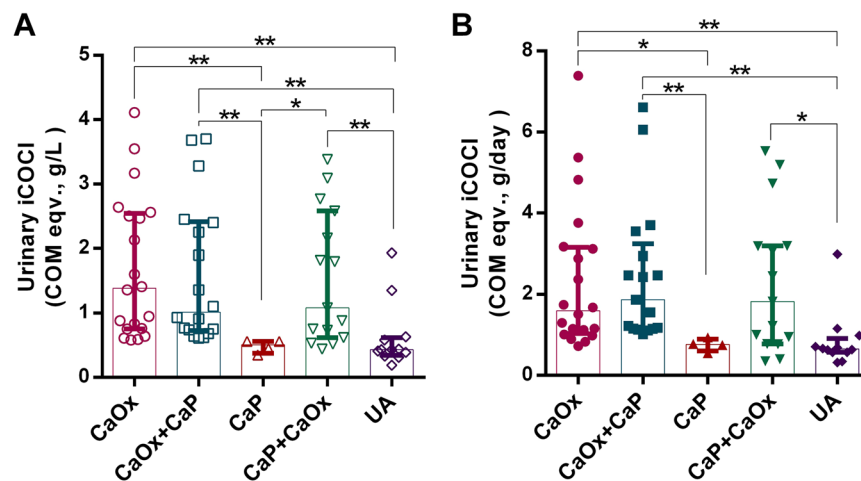 A
Urinary iCOCI
(COM eqv., g/L )
5
4
3
2
1
0
**
**
**
**
*
**
CaOx
CaOx+CaP
CaP
CaP+CaOx
UA
B
Urinary iCOCI
(COM eqv., g/day)
8
6
4
2
0
**
*
**
**
*
CaOx
CaOx+CaP
CaP
CaP+CaOx
UA